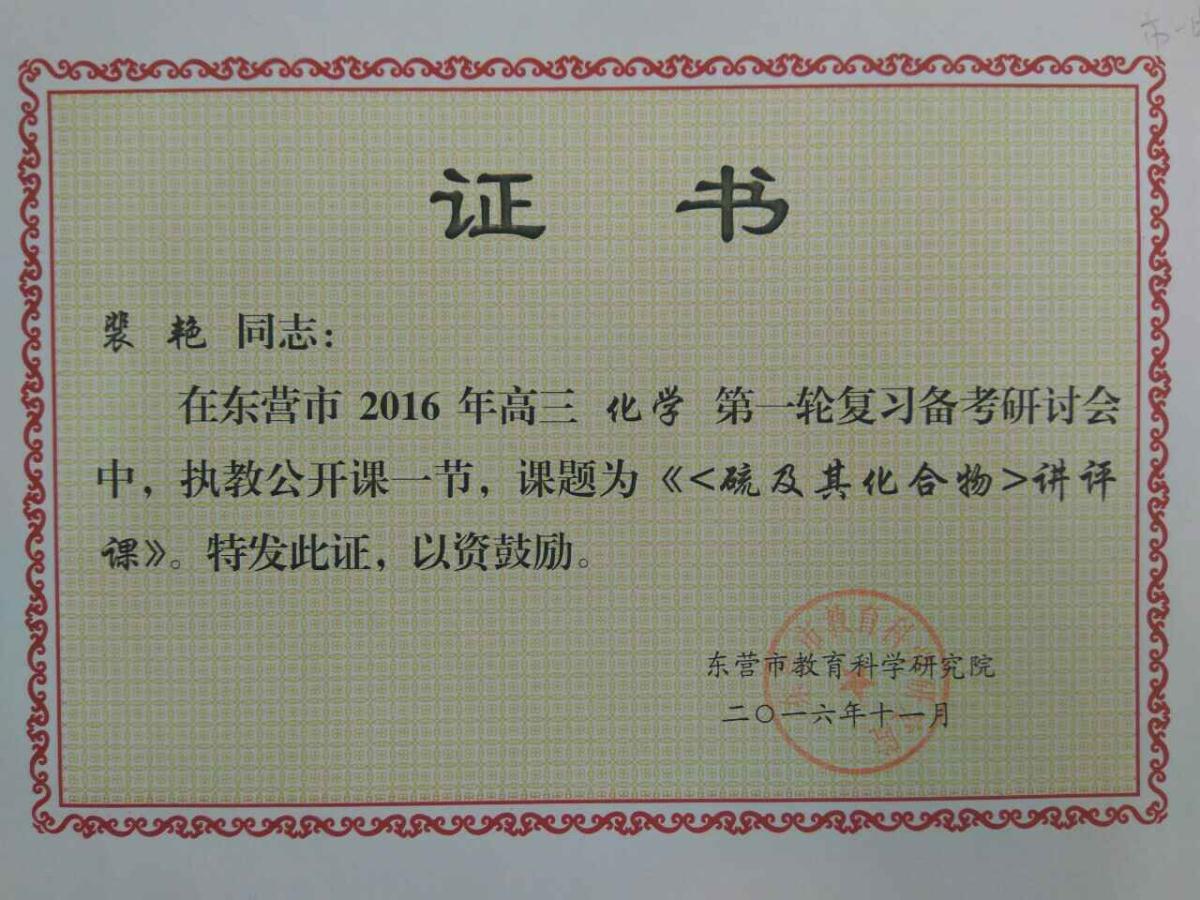 证 书
裴 艳 同志：
在东营市 2016 年高三 化学 第一轮复习备考研讨会
中，执教公开课一节，课题为《<硫及其化合物>讲评
课》。特发此证，以资鼓励。
东营市教育科学研究院
二〇一六年十一月